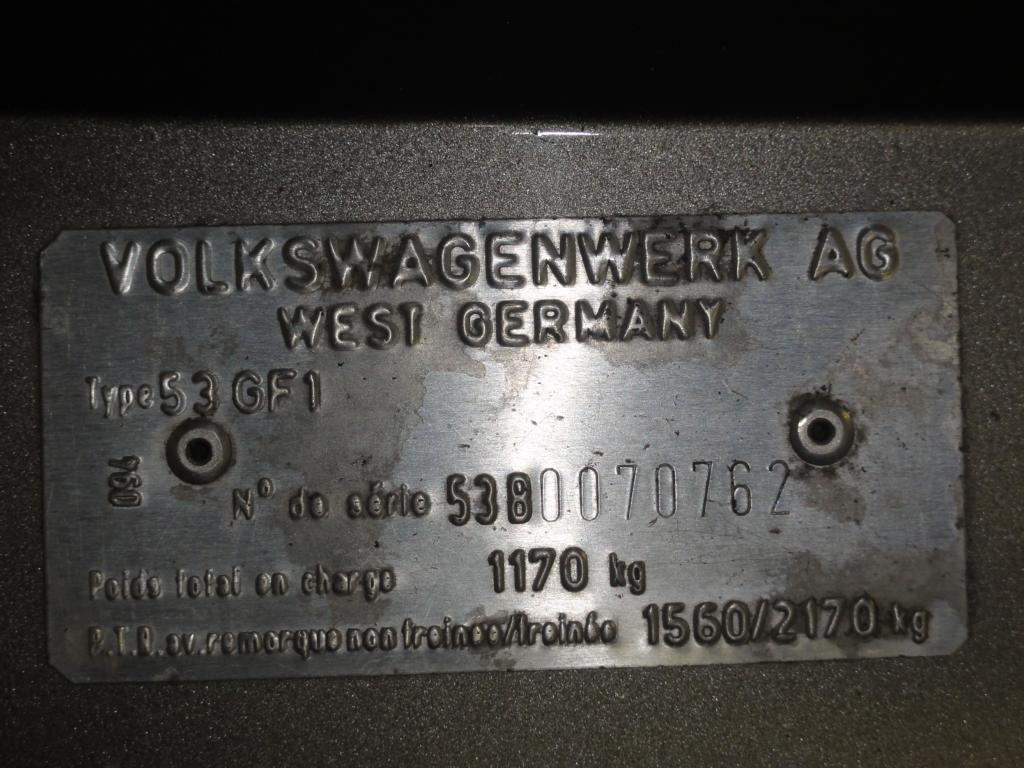 VOLKSWAGENWERK AG
WEST GERMANY
Type 53 GF1
094
N° de série 53B0070762
Poids total en charge 1170 kg
P.T.R. av. remorque non freinée/freinée 1560/2170 kg